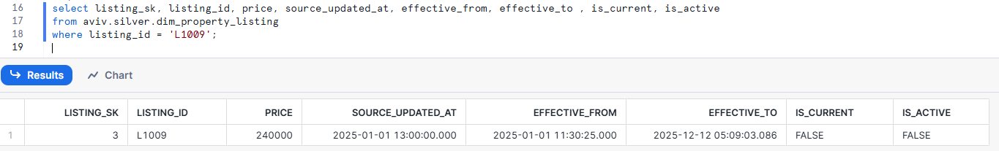 16 select listing_sk, listing_id, price, source_updated_at, effective_from, effective_to , is_current, is_active
17 from aviv.silver.dim_property_listing
18 where listing_id = 'L1009';
19
Results Chart
LISTING_SK LISTING_ID PRICE SOURCE_UPDATED_AT EFFECTIVE_FROM EFFECTIVE_TO IS_CURRENT IS_ACTIVE
1 3 L1009 240000 2025-01-01 13:00:00.000 2025-01-01 11:30:25.000 2025-12-12 05:09:03.086 FALSE FALSE